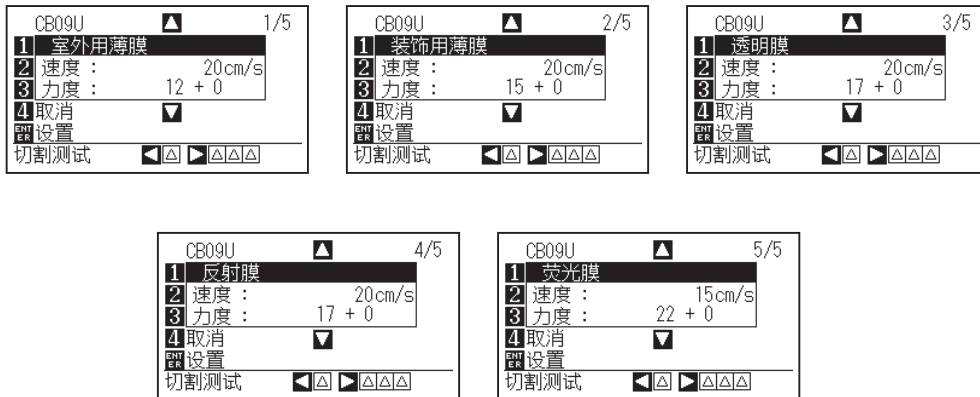 CB09U ▲ 1/5
1 室外用薄膜
2 速度 : 20cm/s
3 力度 : 12 + 0
4 取消 ▼
ENTER 设置
切割测试 ◀△ ▶△△△
CB09U ▲ 2/5
1 装饰用薄膜
2 速度 : 20cm/s
3 力度 : 15 + 0
4 取消 ▼
ENTER 设置
切割测试 ◀△ ▶△△△
CB09U ▲ 3/5
1 透明膜
2 速度 : 20cm/s
3 力度 : 17 + 0
4 取消 ▼
ENTER 设置
切割测试 ◀△ ▶△△△
CB09U ▲ 4/5
1 反射膜
2 速度 : 20cm/s
3 力度 : 17 + 0
4 取消 ▼
ENTER 设置
切割测试 ◀△ ▶△△△
CB09U ▲ 5/5
1 荧光膜
2 速度 : 15cm/s
3 力度 : 22 + 0
4 取消 ▼
ENTER 设置
切割测试 ◀△ ▶△△△